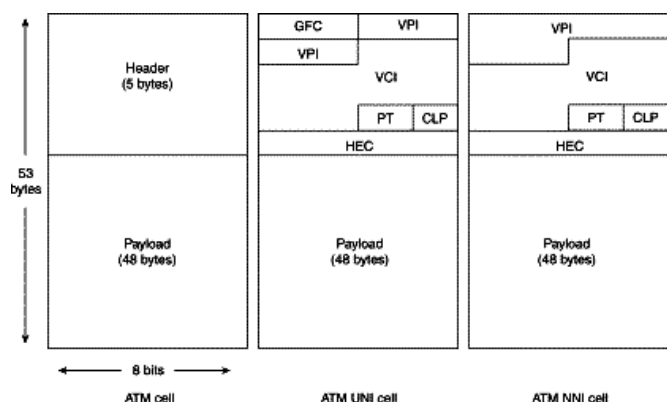 53
bytes
Header
(5 bytes)
Payload
(48 bytes)
8 bits
ATM cell
GFC
VPI
VPI
VCI
PT
CLP
HEC
Payload
(48 bytes)
ATM UNI cell
VPI
VCI
PT
CLP
HEC
Payload
(48 bytes)
ATM NNI cell